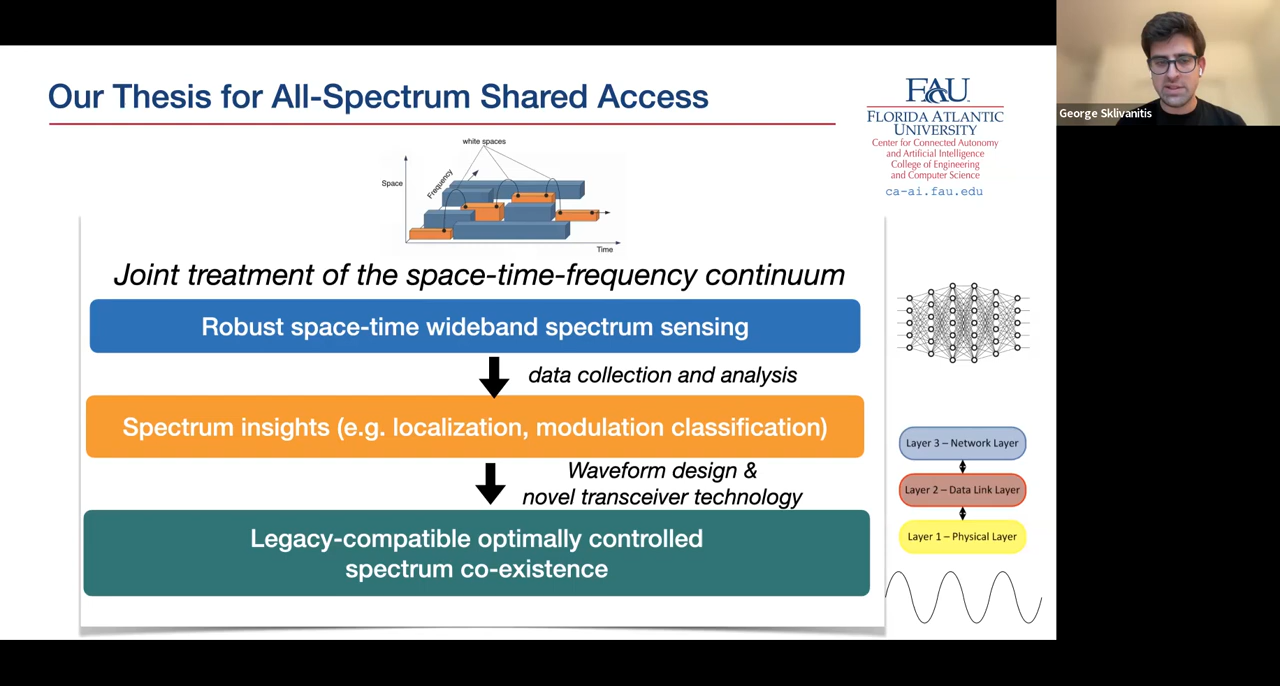 Our Thesis for All-Spectrum Shared Access
FAU
FLORIDA ATLANTIC
UNIVERSITY
Center for Connected Autonomy
and Artificial Intelligence
College of Engineering
and Computer Science
ca-ai.fau.edu
George Sklivanitis
white spaces
Space
Frequency
Time
Joint treatment of the space-time-frequency continuum
Robust space-time wideband spectrum sensing
data collection and analysis
Spectrum insights (e.g. localization, modulation classification)
Waveform design &
novel transceiver technology
Legacy-compatible optimally controlled
spectrum co-existence
Layer 3 – Network Layer
Layer 2 – Data Link Layer
Layer 1 – Physical Layer